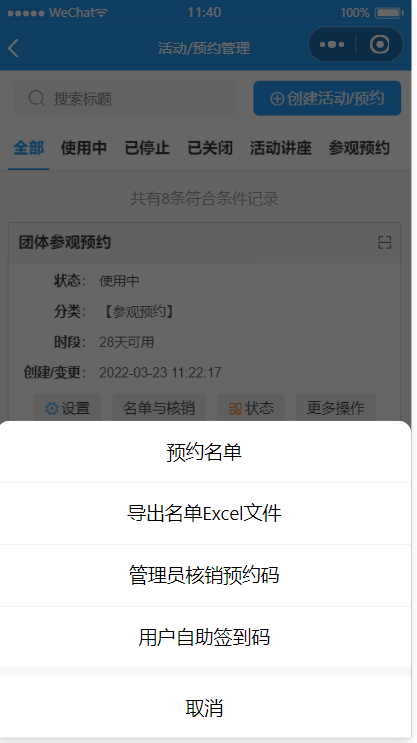 WeChat 11:40 100%
活动/预约管理
搜索标题 创建活动/预约
全部 使用中 已停止 已关闭 活动讲座 参观预约
共有8条符合条件记录
团体参观预约
状态： 使用中
分类： 【参观预约】
时段： 28天可用
创建/变更： 2022-03-23 11:22:17
设置 名单与核销 状态 更多操作
预约名单
导出名单Excel文件
管理员核销预约码
用户自助签到码
取消